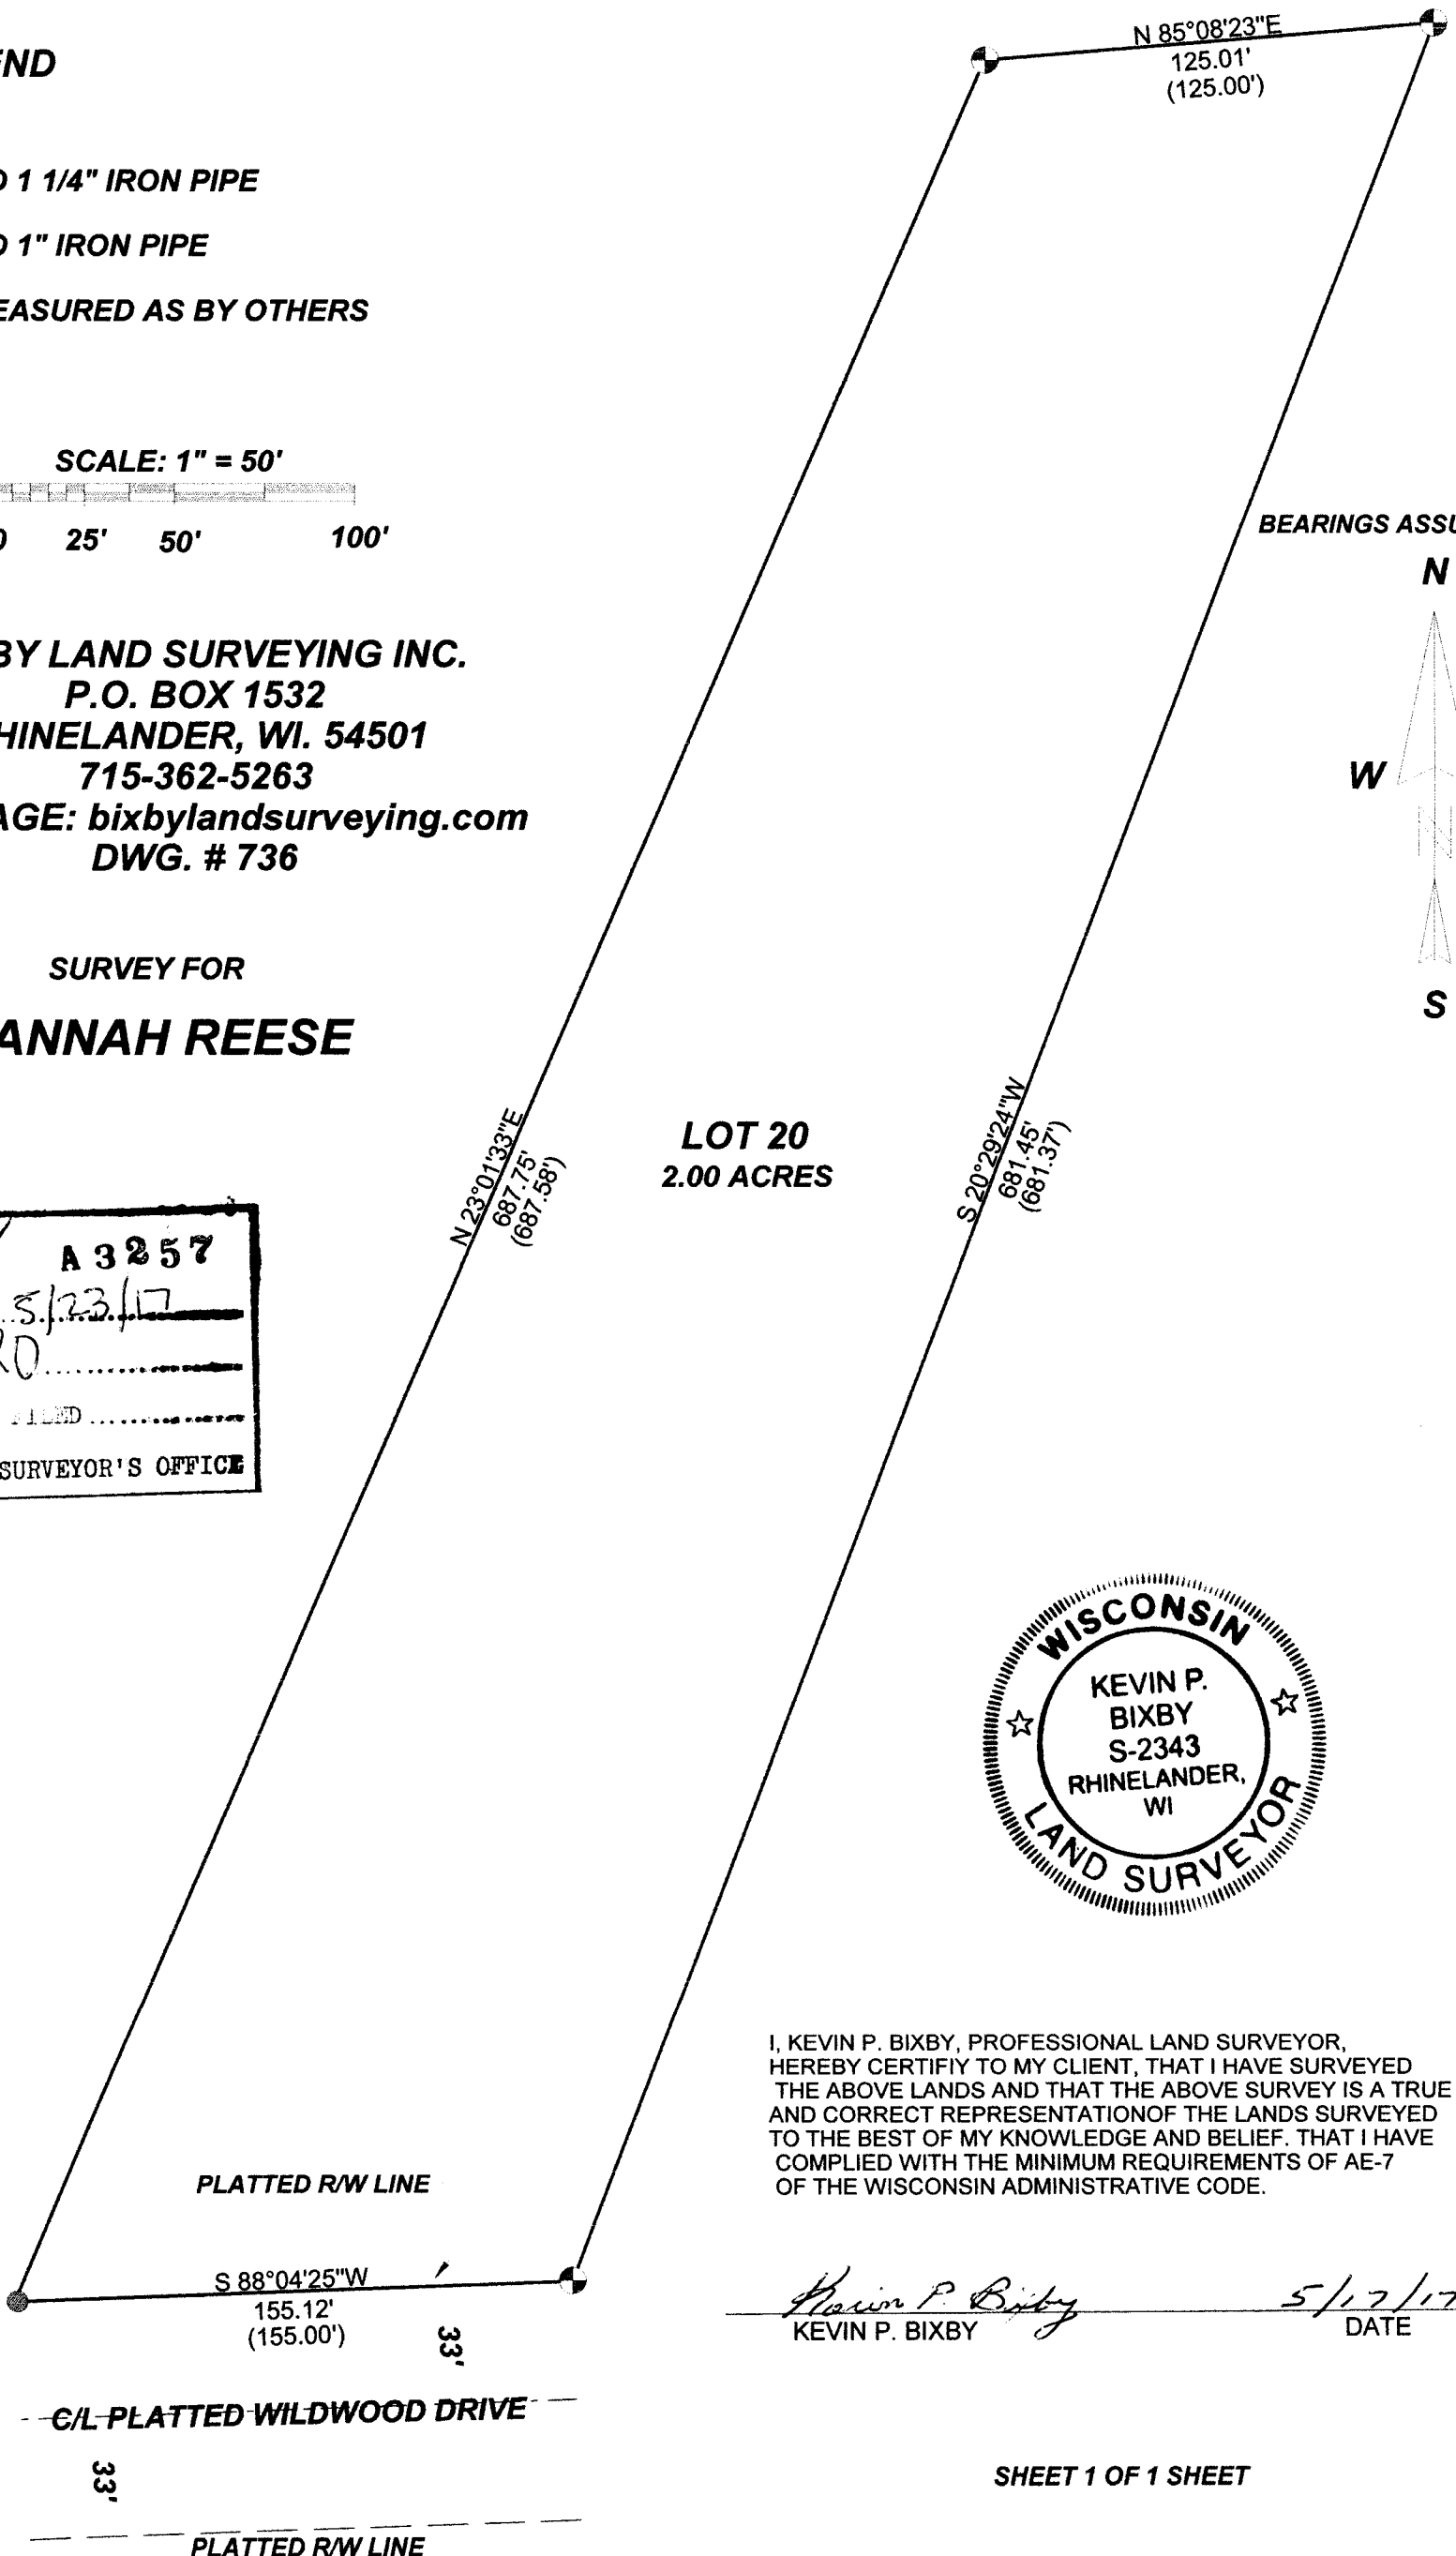 END
N 85°08'23"E
125.01'
(125.00')
D 1 1/4" IRON PIPE
D 1" IRON PIPE
EASURED AS BY OTHERS
SCALE: 1" = 50'
0 25' 50' 100'
BEARINGS ASSU
N
W
S
BY LAND SURVEYING INC.
P.O. BOX 1532
HINELANDER, WI. 54501
715-362-5263
AGE: bixbylandsurveying.com
DWG. # 736
SURVEY FOR
ANNAH REESE
N 23°01'33"E
687.75'
(687.58')
LOT 20
2.00 ACRES
S 20°29'24"W
681.45'
(681.37')
A 3257
5/23/17
FILED
SURVEYOR'S OFFICE
WISCONSIN
KEVIN P.
BIXBY
S-2343
RHINELANDER,
WI
LAND SURVEYOR
I, KEVIN P. BIXBY, PROFESSIONAL LAND SURVEYOR,
HEREBY CERTIFIY TO MY CLIENT, THAT I HAVE SURVEYED
THE ABOVE LANDS AND THAT THE ABOVE SURVEY IS A TRUE
AND CORRECT REPRESENTATIONOF THE LANDS SURVEYED
TO THE BEST OF MY KNOWLEDGE AND BELIEF. THAT I HAVE
COMPLIED WITH THE MINIMUM REQUIREMENTS OF AE-7
OF THE WISCONSIN ADMINISTRATIVE CODE.
PLATTED R/W LINE
S 88°04'25"W
155.12'
(155.00')
33'
Kevin P. Bixby 5/17/17
KEVIN P. BIXBY DATE
C/L PLATTED WILDWOOD DRIVE
33'
SHEET 1 OF 1 SHEET
PLATTED R/W LINE